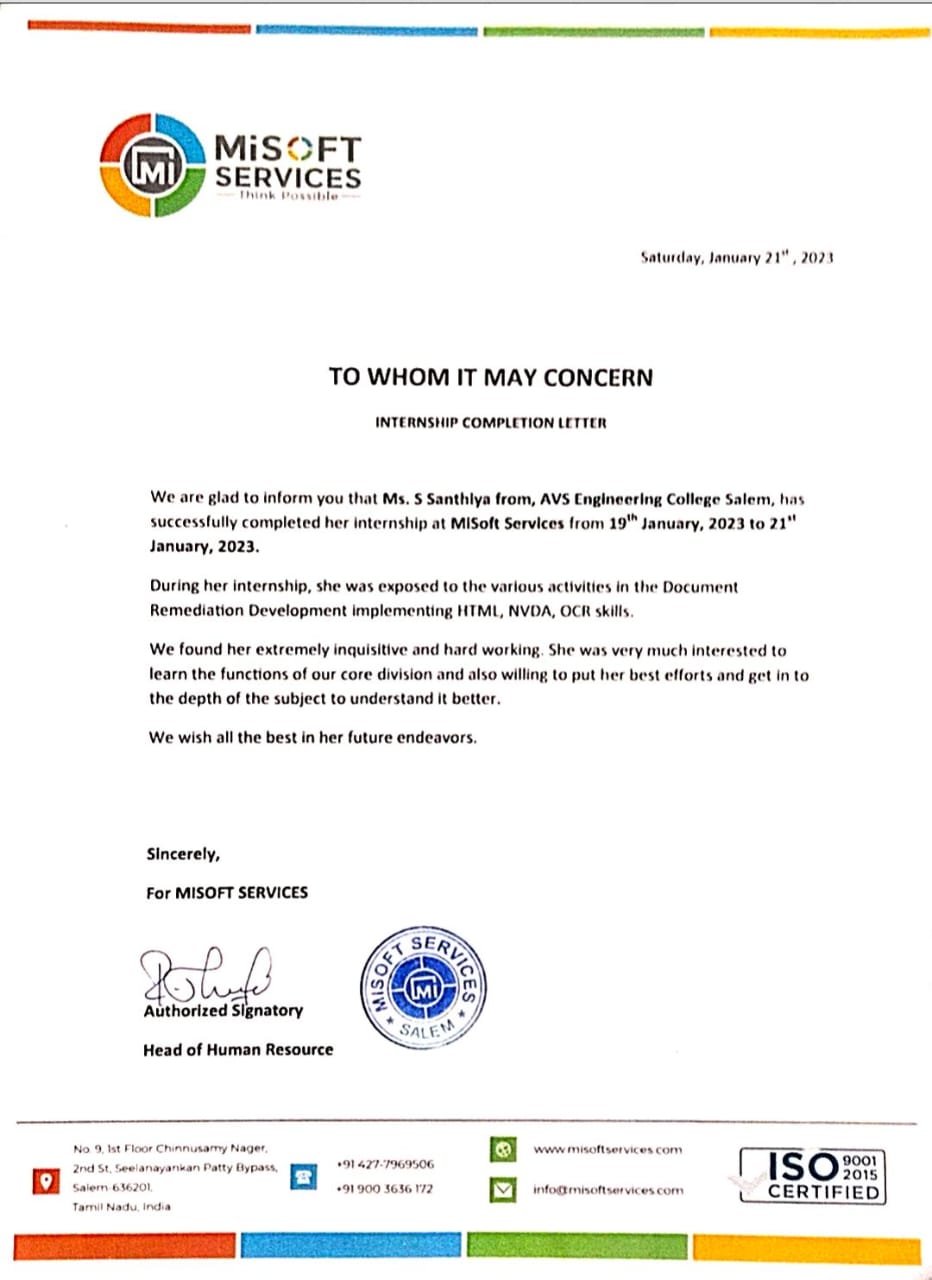 Mi
MiSOFT
SERVICES
Think Possible
Saturday, January 21st, 2023
TO WHOM IT MAY CONCERN
INTERNSHIP COMPLETION LETTER
We are glad to inform you that Ms. S Santhiya from, AVS Engineering College Salem, has
successfully completed her internship at MiSoft Services from 19th January, 2023 to 21st
January, 2023.
During her internship, she was exposed to the various activities in the Document
Remediation Development implementing HTML, NVDA, OCR skills.
We found her extremely inquisitive and hard working. She was very much interested to
learn the functions of our core division and also willing to put her best efforts and get in to
the depth of the subject to understand it better.
We wish all the best in her future endeavors.
Sincerely,
For MISOFT SERVICES
MISOFT SERVICES
Mi
* SALEM *
Authorized Signatory
Head of Human Resource
No 9, 1st Floor Chinnusamy Nager,
2nd St, Seelanayankan Patty Bypass,
Salem-636201,
Tamil Nadu, India
+91 427-7969506
+91 900 3636 172
www.misoftservices.com
info@misoftservices.com
ISO 9001
2015
CERTIFIED